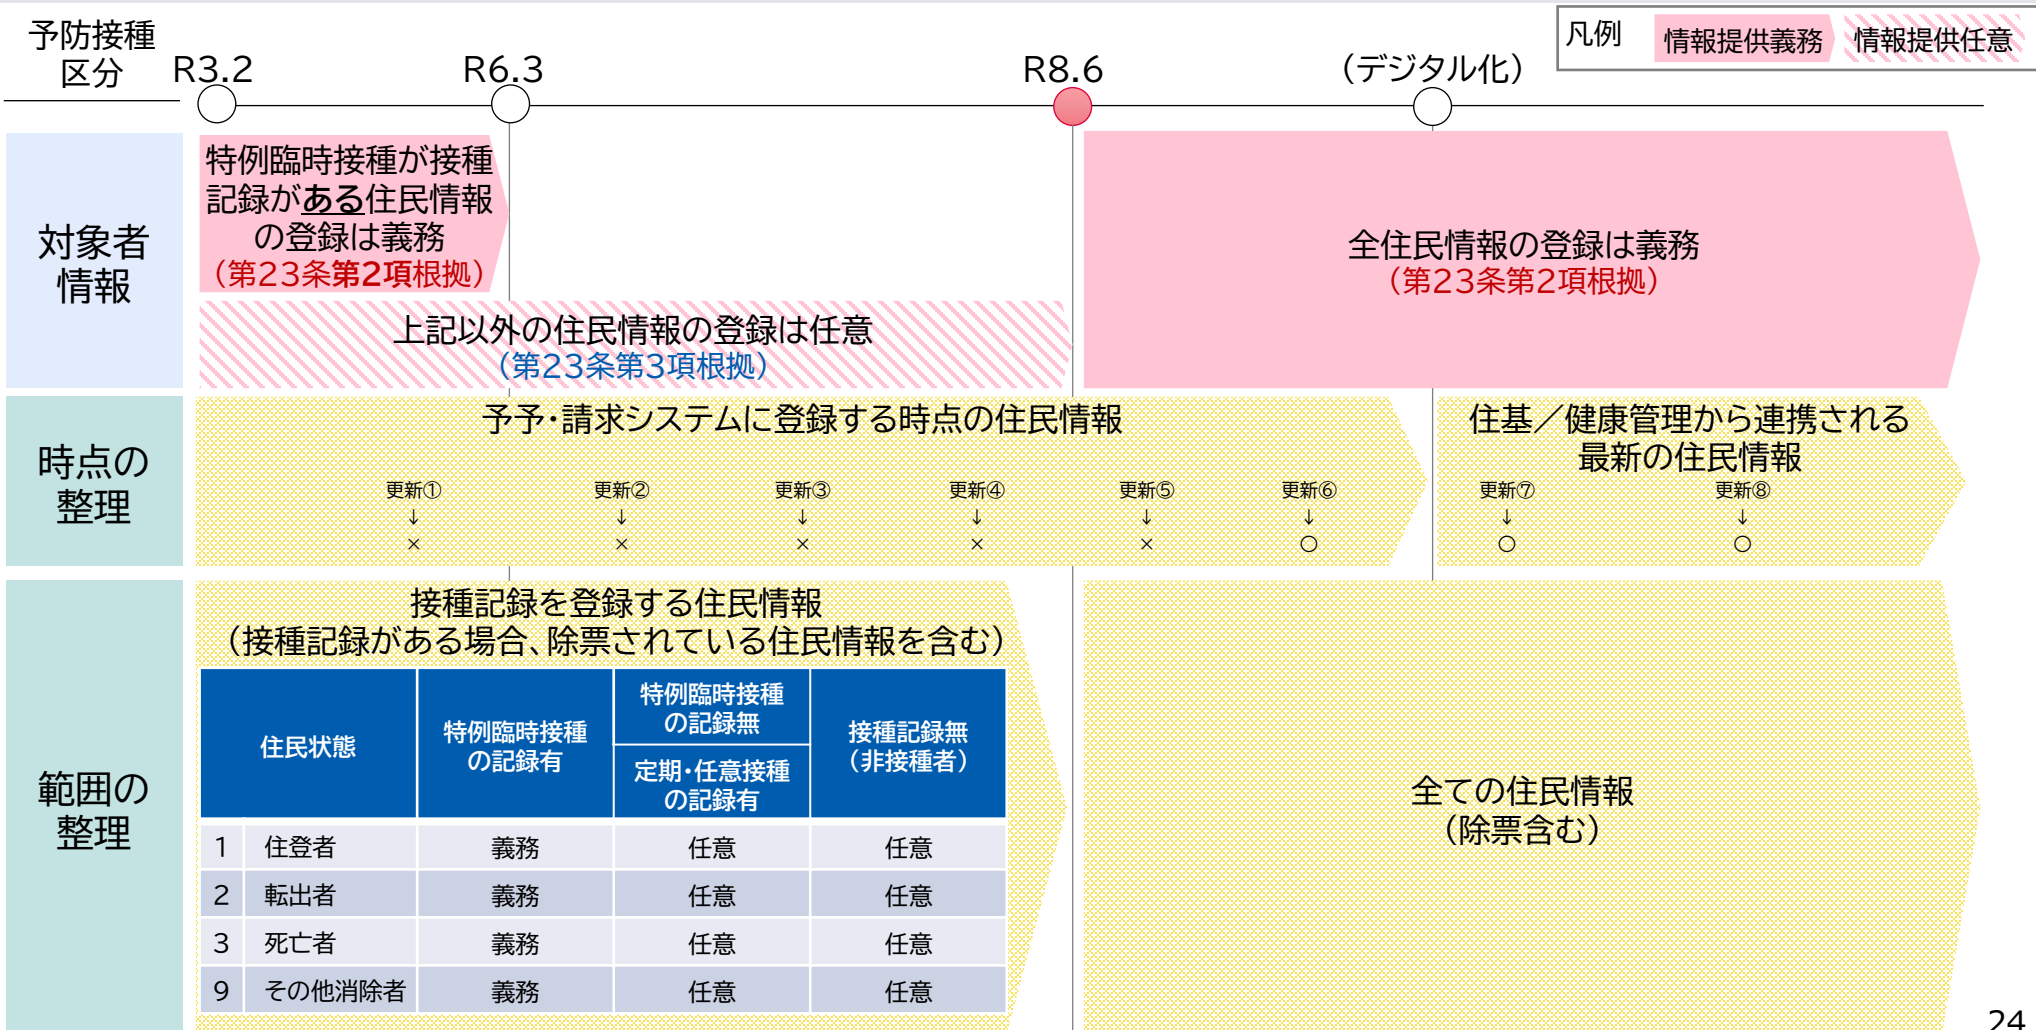 予防接種
区分
R3.2
R6.3
R8.6
（デジタル化）
凡例
情報提供義務
情報提供任意
対象者
情報
特例臨時接種が接種
記録がある住民情報
の登録は義務
（第23条第2項根拠）
上記以外の住民情報の登録は任意
（第23条第3項根拠）
全住民情報の登録は義務
（第23条第2項根拠）
時点の
整理
予予・請求システムに登録する時点の住民情報
住基／健康管理から連携される
最新の住民情報
更新① 更新② 更新③ 更新④ 更新⑤ 更新⑥ 更新⑦ 更新⑧
↓ ↓ ↓ ↓ ↓ ↓ ↓ ↓
× × × × × ○ ○ ○
範囲の
整理
接種記録を登録する住民情報
（接種記録がある場合、除票されている住民情報を含む）
住民状態
特例臨時接種
の記録有
特例臨時接種
の記録無
定期・任意接種
の記録有
接種記録無
（非接種者）
1 住登者 義務 任意 任意
2 転出者 義務 任意 任意
3 死亡者 義務 任意 任意
9 その他消除者 義務 任意 任意
全ての住民情報
（除票含む）
24